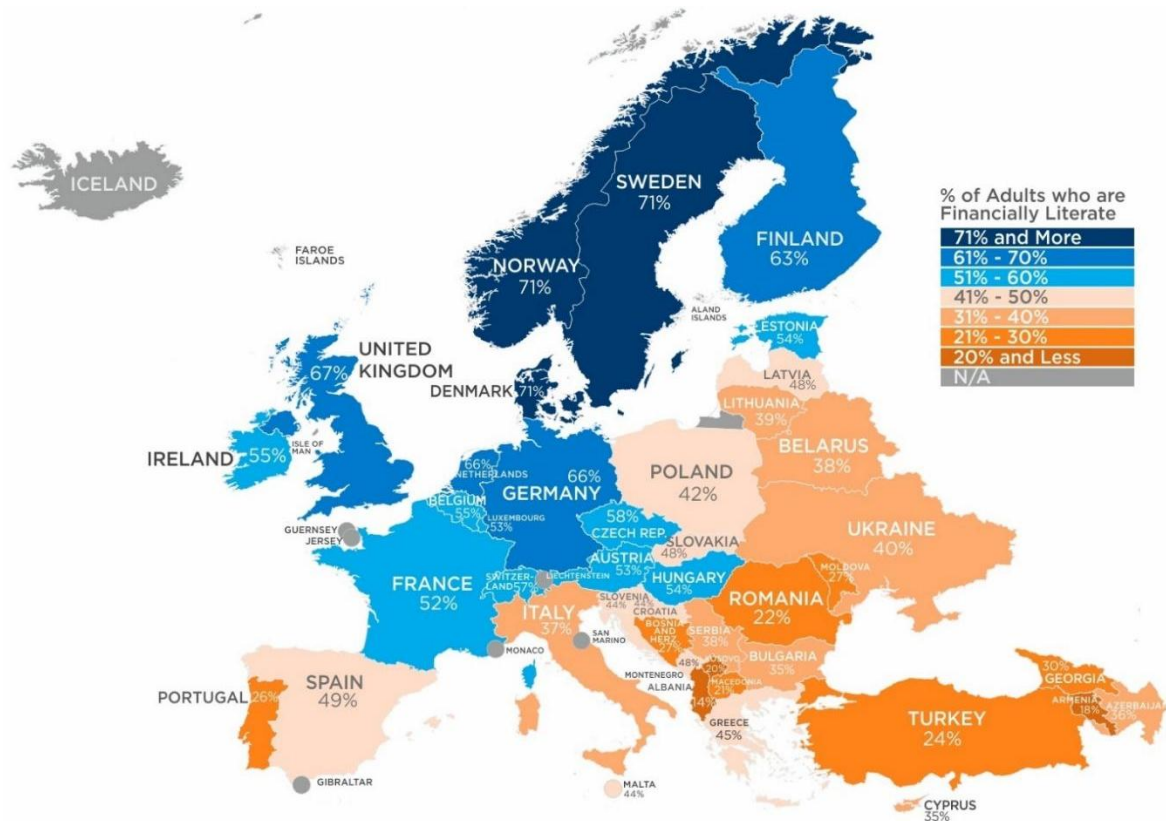 ICELAND
SWEDEN
71%
FINLAND
63%
NORWAY
71%
FAROE
ISLANDS
ALAND
ISLANDS
% of Adults who are
Financially Literate
71% and More
61% - 70%
51% - 60%
41% - 50%
31% - 40%
21% - 30%
20% and Less
N/A
ESTONIA
54%
UNITED
KINGDOM
67%
DENMARK
71%
LATVIA
48%
LITHUANIA
39%
BELARUS
38%
IRELAND
55%
ISLE OF
MAN
66%
NETHERLANDS
66%
GERMANY
POLAND
42%
BELGIUM
55%
LUXEMBOURG
53%
58%
CZECH REP.
UKRAINE
40%
GUERNSEY
JERSEY
SLOVAKIA
48%
AUSTRIA
53%
FRANCE
52%
SWITZER-
LAND
57%
LIECHTENSTEIN
HUNGARY
54%
MOLDOVA
27%
ROMANIA
22%
ITALY
37%
SLOVENIA
44%
44%
CROATIA
BOSNIA
AND
HERZ
27%
SERBIA
38%
SAN
MARINO
MONACO
BULGARIA
35%
MONTENEGRO
48%
KOSOVO
20%
MACEDONIA
21%
ALBANIA
14%
PORTUGAL
26%
SPAIN
49%
GREECE
45%
30%
GEORGIA
ARMENIA
18%
AZERBAIJAN
36%
TURKEY
24%
GIBRALTAR
MALTA
44%
CYPRUS
35%